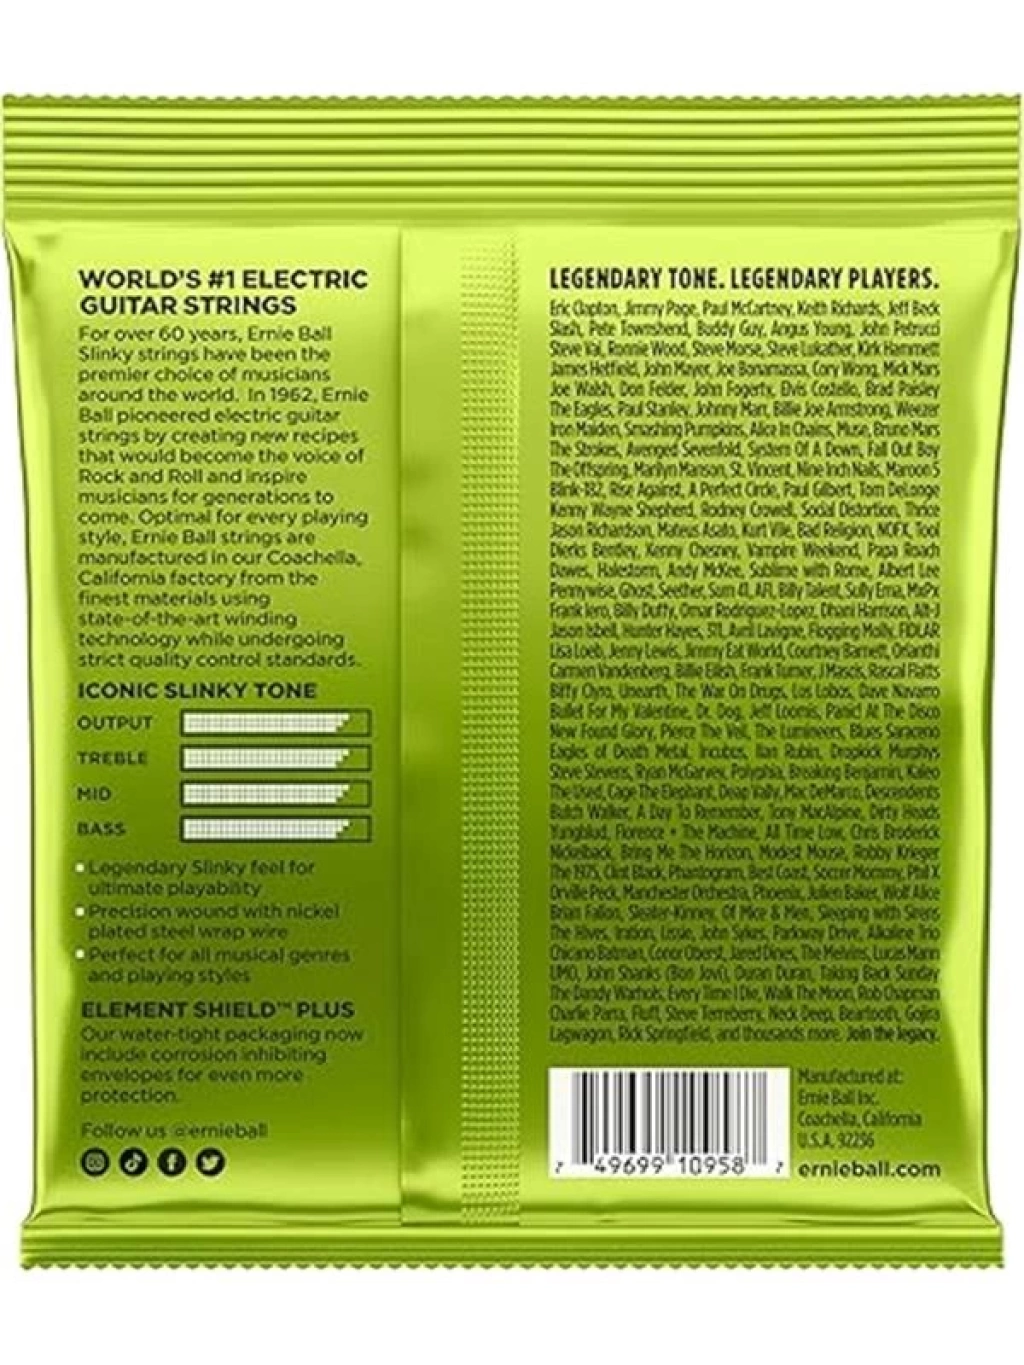 WORLD'S #1 ELECTRIC
GUITAR STRINGS
For over 60 years, Ernie Ball
Slinky strings have been the
premier choice of musicians
around the world. In 1962, Ernie
Ball pioneered electric guitar
strings by creating new recipes
that would become the voice of
Rock and Roll and inspire
musicians for generations to
come. Optimal for every playing
style, Ernie Ball strings are
manufactured in our Coachella,
California factory from the
finest materials using
state-of-the-art winding
technology while undergoing
strict quality control standards.
ICONIC SLINKY TONE
OUTPUT
TREBLE
MID
BASS
Legendary Slinky feel for
ultimate playability
Precision wound with nickel
plated steel wrap wire
Perfect for all musical genres
and playing styles
ELEMENT SHIELD™ PLUS
Our water-tight packaging now
include corrosion inhibiting
envelopes for even more
protection.
Follow us @ernieball
LEGENDARY TONE. LEGENDARY PLAYERS.
Eric Clapton, Jimmy Page, Paul McCartney, Keith Richards, Jeff Beck
Slash, Pete Townshend, Buddy Guy, Angus Young, John Petrucci
Steve Vai, Ronnie Wood, Steve Morse, Steve Lukather, Kirk Hammett
James Hetfield, John Mayer, Joe Bonamassa, Cory Wong, Mick Mars
Joe Walsh, Don Felder, John Fogerty, Elvis Costello, Brad Paisley
The Eagles, Paul Stanley, Johnny Marr, Billie Joe Armstrong, Weezer
Iron Maiden, Smashing Pumpkins, Alice In Chains, Muse, Bruno Mars
The Strokes, Avenged Sevenfold, System Of A Down, Fall Out Boy
The Offspring, Marilyn Manson, St. Vincent, Nine Inch Nails, Maroon 5
Blink-182, Rise Against, A Perfect Circle, Paul Gilbert, Tom DeLonge
Kenny Wayne Shepherd, Rodney Crowell, Social Distortion, Thrice
Jason Richardson, Mateus Asato, Kurt Vile, Bad Religion, NOFX, Tool
Dierks Bentley, Kenny Chesney, Vampire Weekend, Papa Roach
Dawes, Halestorm, Andy McKee, Sublime with Rome, Albert Lee
Pennywise, Ghost, Seether, Sum 41, AFI, Billy Talent, Sully Erna, MxPx
Frank Iero, Billy Duffy, Omar Rodriguez-Lopez, Dhani Harrison, Alt-J
Jason Isbell, Hunter Hayes, 311, Avril Lavigne, Flogging Molly, FIDLAR
Lisa Loeb, Jenny Lewis, Jimmy Eat World, Courtney Barnett, Orianthi
Carmen Vandenberg, Billie Eilish, Frank Turner, J Mascis, Rascal Flatts
Biffy Clyro, Unearth, The War On Drugs, Los Lobos, Dave Navarro
Bullet For My Valentine, Dr. Dog, Jeff Loomis, Panic! At The Disco
New Found Glory, Pierce The Veil, The Lumineers, Blues Saraceno
Eagles of Death Metal, Incubus, Ilan Rubin, Dropkick Murphys
Steve Stevens, Ryan McGarvey, Polyphia, Breaking Benjamin, Kaleo
The Used, Cage The Elephant, Deap Vally, Mac DeMarco, Descendents
Butch Walker, A Day To Remember, Tony MacAlpine, Dirty Heads
Yungblud, Florence + The Machine, All Time Low, Chris Broderick
Nickelback, Bring Me The Horizon, Modest Mouse, Robby Krieger
The 1975, Clint Black, Phantogram, Best Coast, Soccer Mommy, Phil X
Orville Peck, Manchester Orchestra, Phoenix, Julien Baker, Wolf Alice
Brian Fallon, Sleater-Kinney, Of Mice & Men, Sleeping with Sirens
The Hives, Iration, Lissie, John Sykes, Parkway Drive, Alkaline Trio
Chicano Batman, Conor Oberst, Jared Dines, The Melvins, Lucas Mann
UMO, John Shanks (Bon Jovi), Duran Duran, Taking Back Sunday
The Dandy Warhols, Every Time I Die, Walk The Moon, Rob Chapman
Charlie Parra, Fluff, Steve Terreberry, Neck Deep, Beartooth, Gojira
Lagwagon, Rick Springfield, and thousands more. Join the legacy.
7 49699 10958 7
Manufactured at:
Ernie Ball Inc.
Coachella, California
U.S.A. 92236
ernieball.com